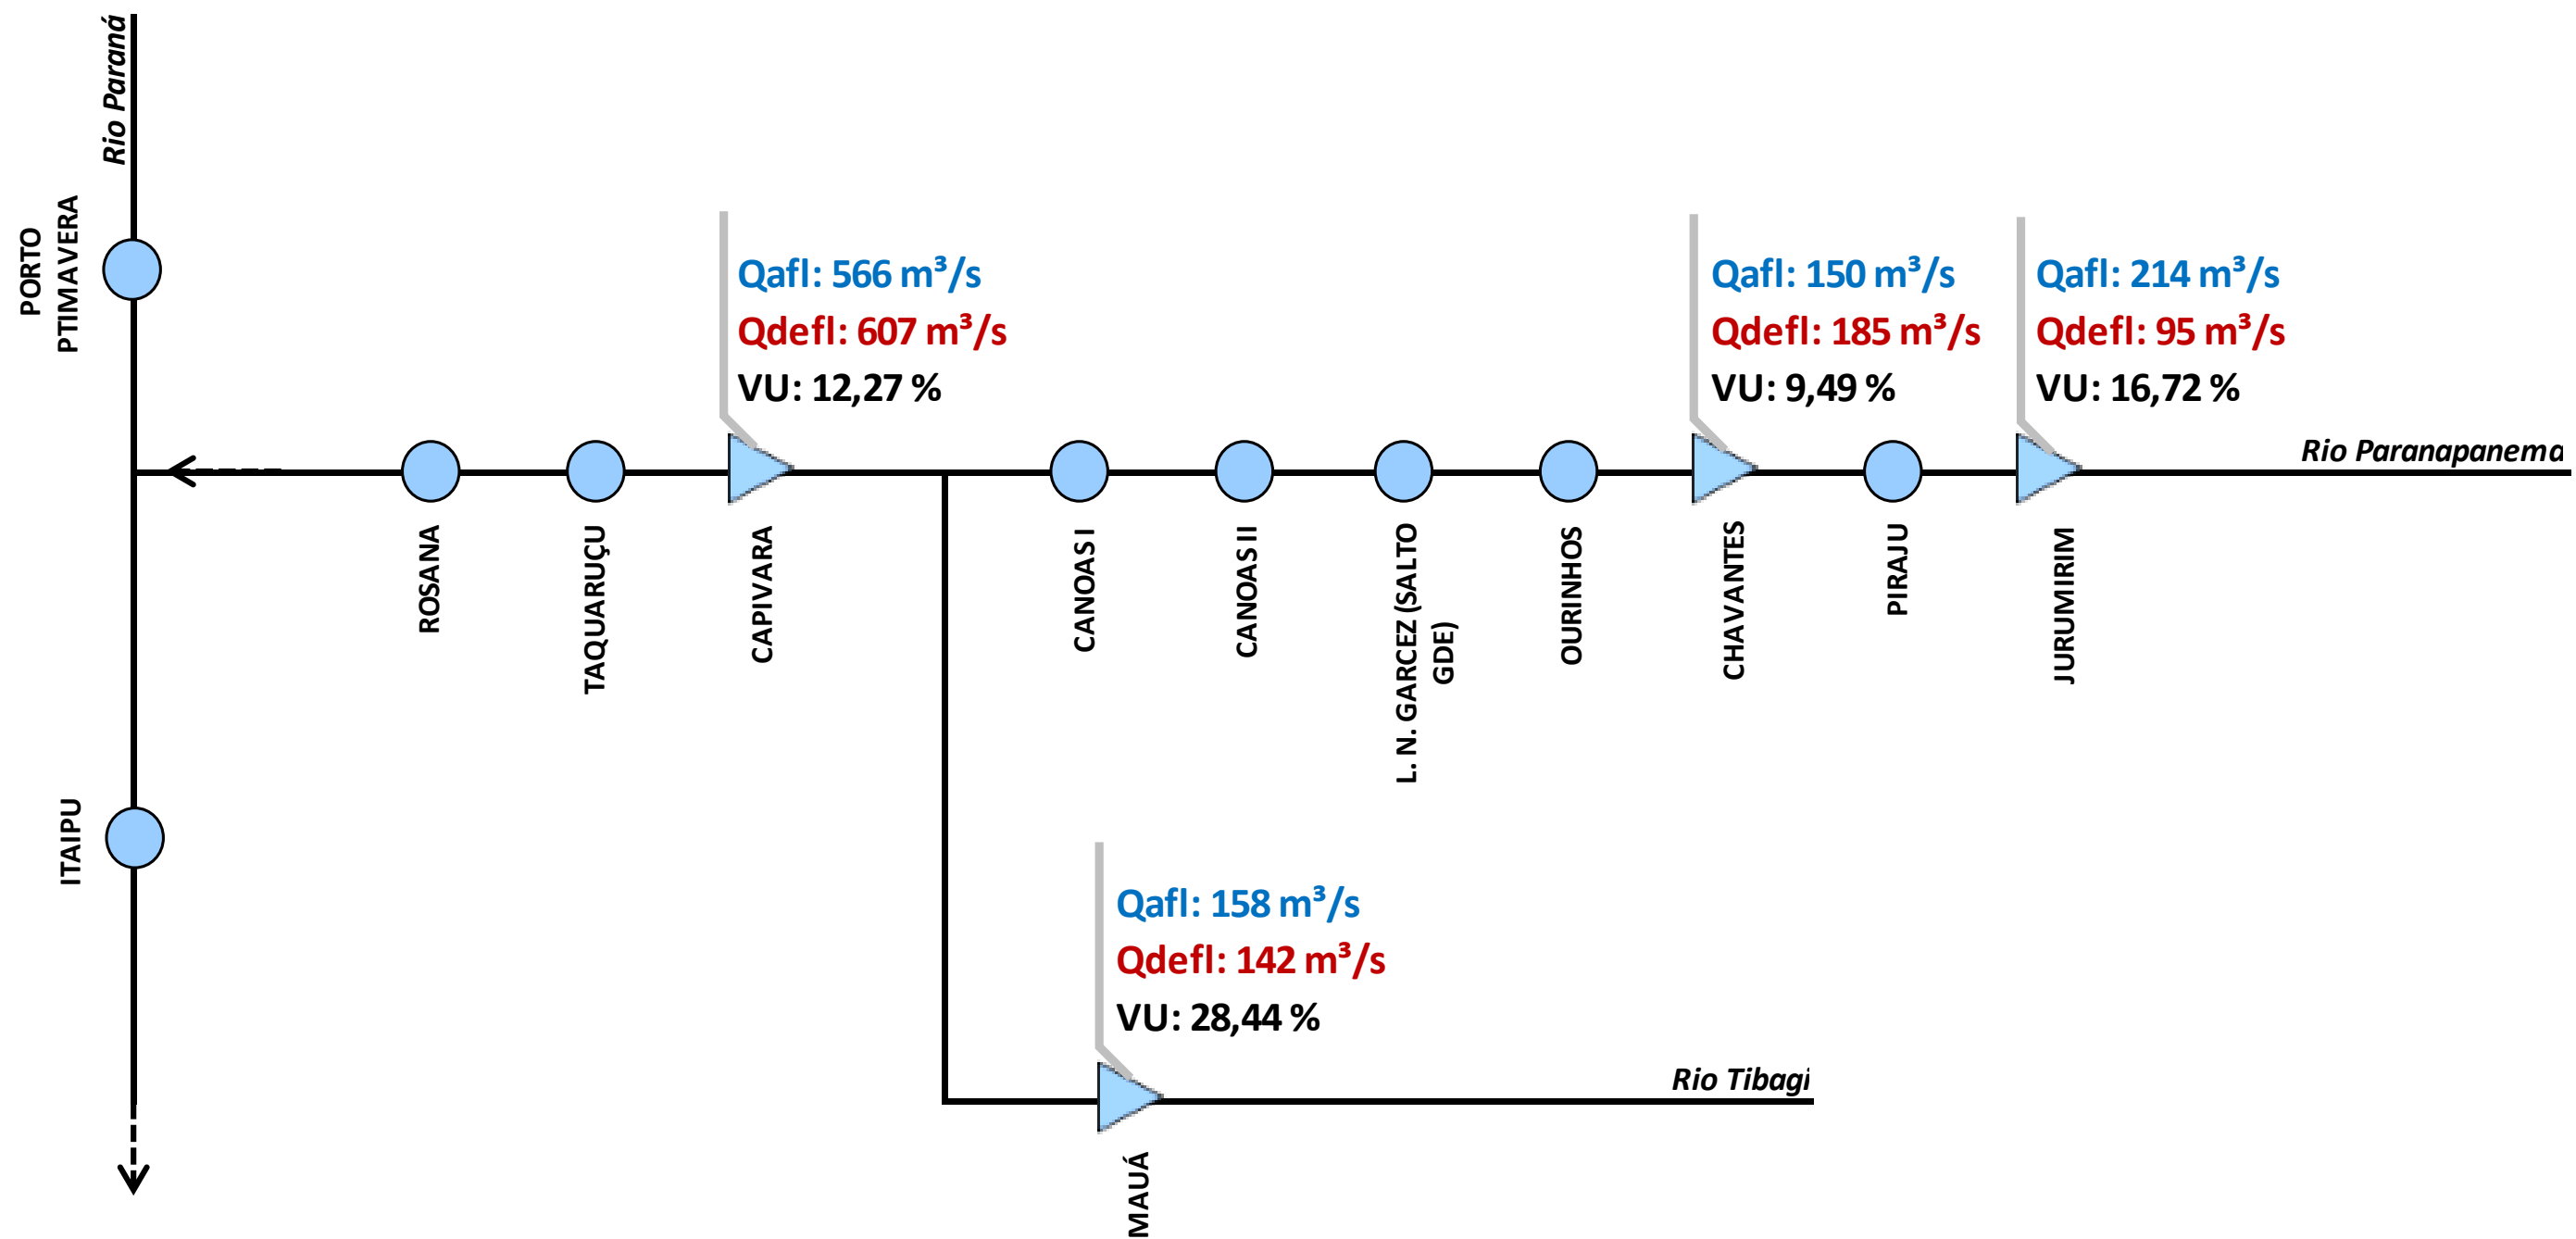 Rio Paraná
PORTO
PTIMAVERA
Qafl: 566 m³/s
Qdefl: 607 m³/s
VU: 12,27 %
Qafl: 150 m³/s
Qdefl: 185 m³/s
VU: 9,49 %
Qafl: 214 m³/s
Qdefl: 95 m³/s
VU: 16,72 %
Rio Paranapanema
ROSANA
TAQUARUÇU
CAPIVARA
CANOAS I
CANOAS II
L. N. GARCEZ (SALTO
GDE)
OURINHOS
CHAVANTES
PIRAJU
JURUMIRIM
ITAIPU
Qafl: 158 m³/s
Qdefl: 142 m³/s
VU: 28,44 %
Rio Tibagi
MAUÁ